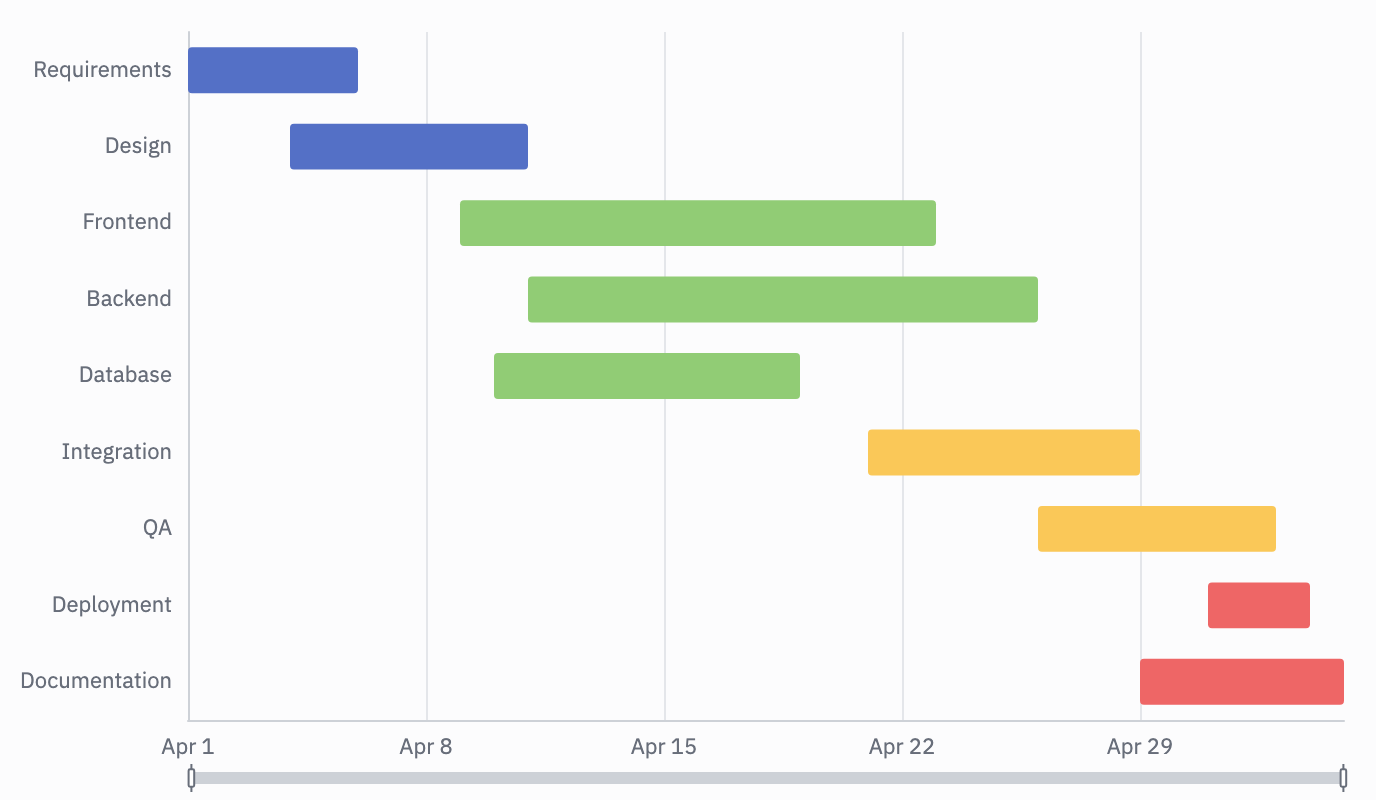 Requirements
Design
Frontend
Backend
Database
Integration
QA
Deployment
Documentation
Apr 1 Apr 8 Apr 15 Apr 22 Apr 29